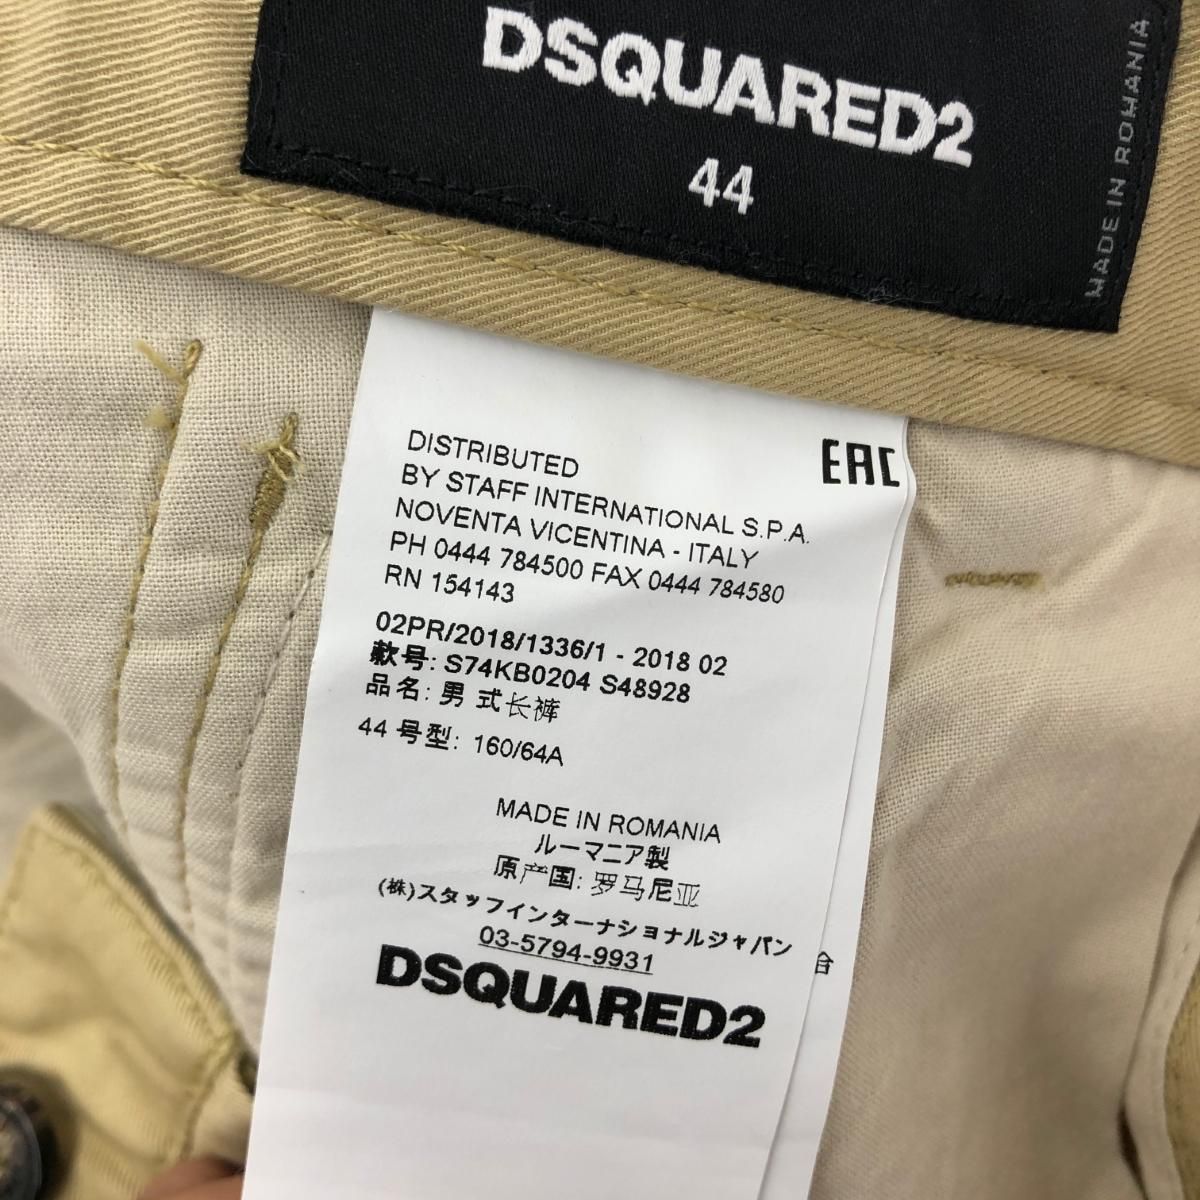 DSQUARED2
44
MADE IN ROMANIA
EAC
DISTRIBUTED
BY STAFF INTERNATIONAL S.P.A.
NOVENTA VICENTINA - ITALY
PH 0444 784500 FAX 0444 784580
RN 154143
02PR/2018/1336/1 - 2018 02
款号: S74KB0204 S48928
品名: 男 式长裤
44 号型: 160/64A
MADE IN ROMANIA
ルーマニア製
原产国: 罗马尼亚
(株)スタッフインターナショナルジャパン
03-5794-9931
DSQUARED2